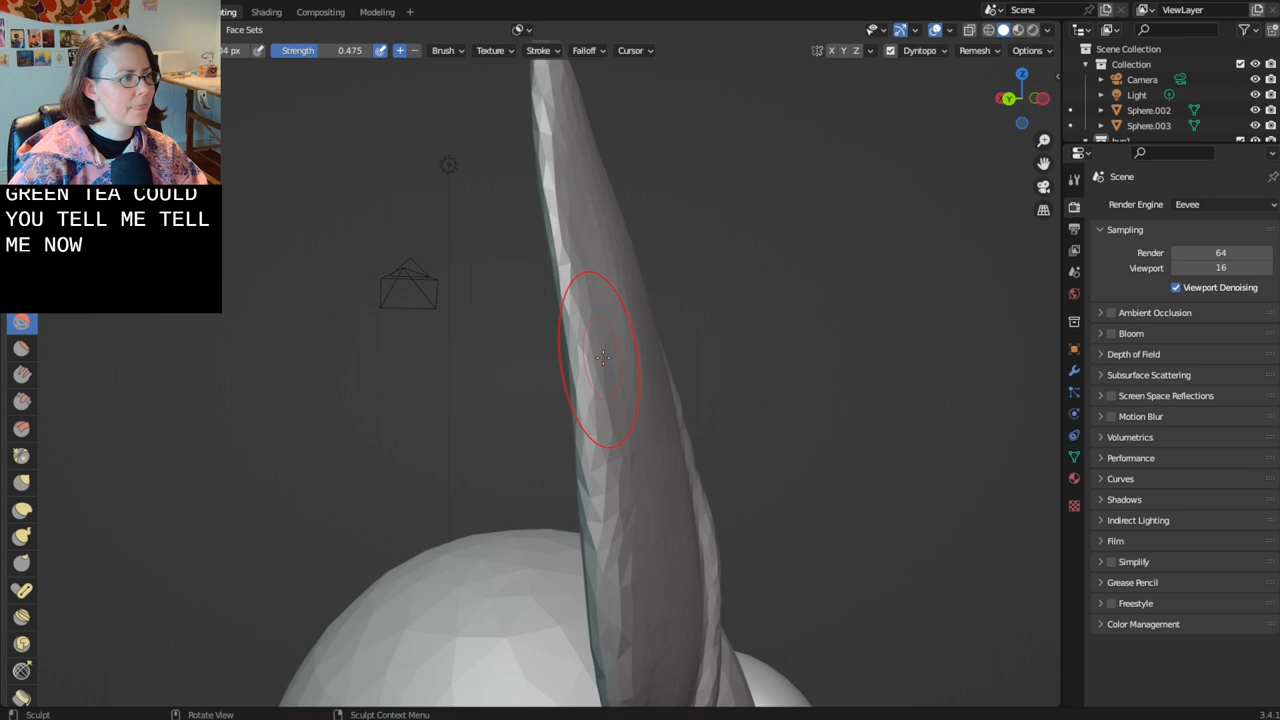 Shading Compositing Modeling + Scene ViewLayer
Face Sets
px Strength 0.475 Brush Texture Stroke Falloff Cursor X Y Z Dyntopo Remesh Options
Scene Collection
Collection
Camera
Light
Sphere.002
Sphere.003
Z
X Y
Scene
Render Engine Eevee
Sampling
Render 64
Viewport 16
Viewport Denoising
Ambient Occlusion
Bloom
Depth of Field
Subsurface Scattering
Screen Space Reflections
Motion Blur
Volumetrics
Performance
Curves
Shadows
Indirect Lighting
Film
Simplify
Grease Pencil
Freestyle
Color Management
GREEN TEA COULD
YOU TELL ME TELL
ME NOW
Sculpt Rotate View Sculpt Context Menu 3.4.1